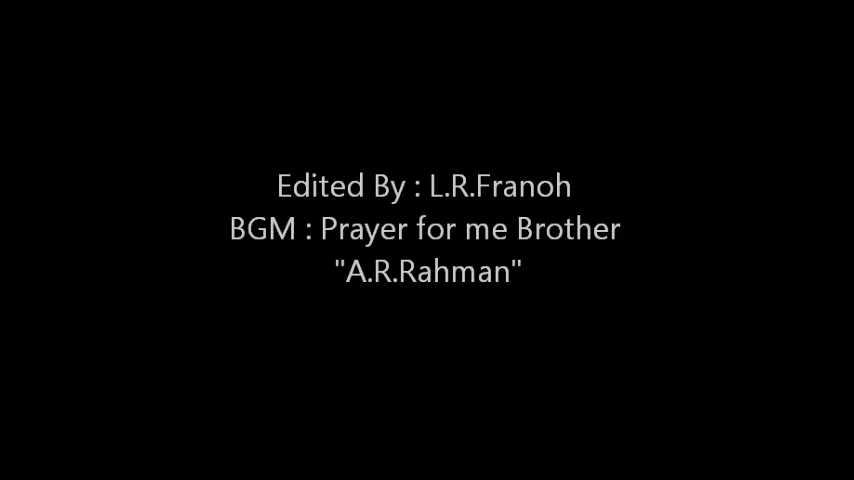 Edited By : L.R.Franoh
BGM : Prayer for me Brother
"A.R.Rahman"